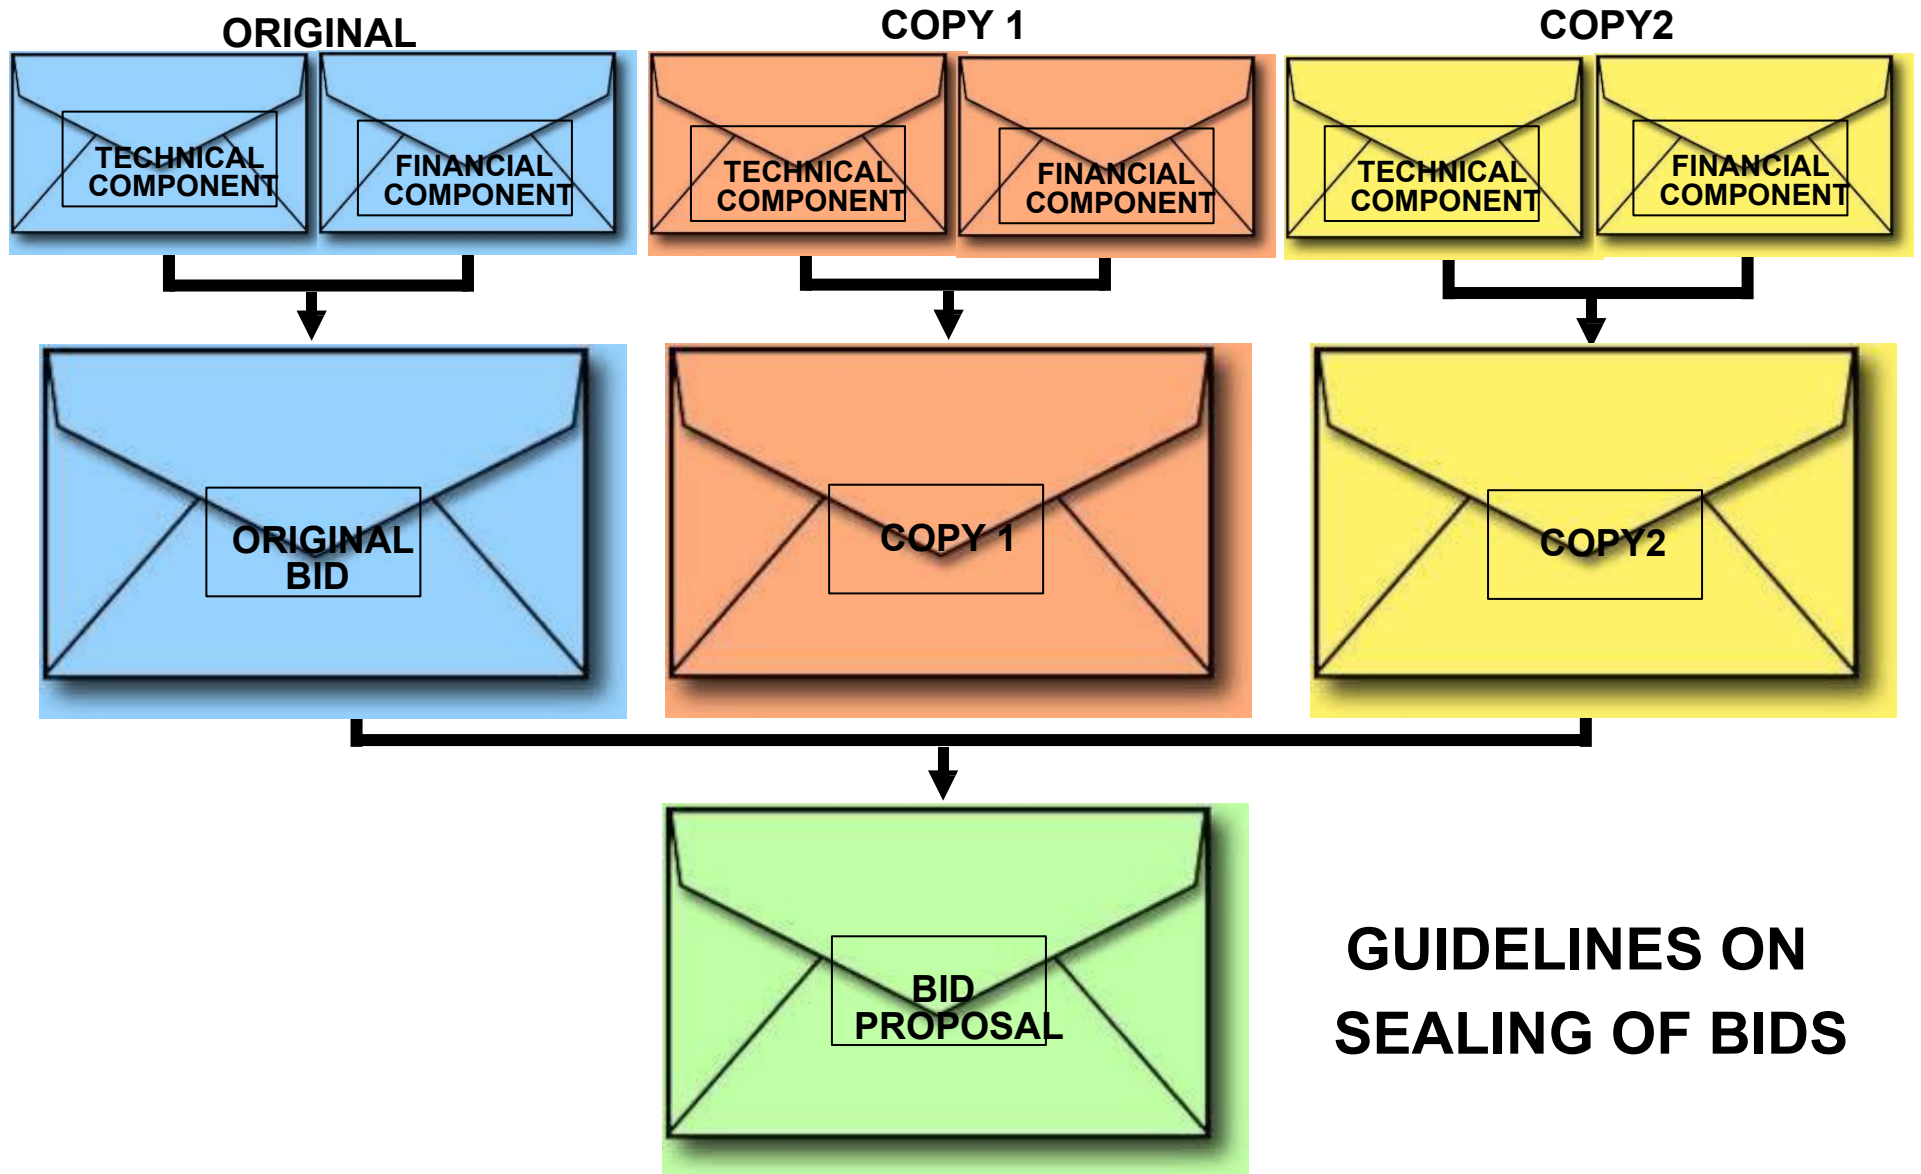 ORIGINAL
COPY 1
COPY2
TECHNICAL
COMPONENT
FINANCIAL
COMPONENT
TECHNICAL
COMPONENT
FINANCIAL
COMPONENT
TECHNICAL
COMPONENT
FINANCIAL
COMPONENT
ORIGINAL
BID
COPY 1
COPY2
BID
PROPOSAL
GUIDELINES ON
SEALING OF BIDS